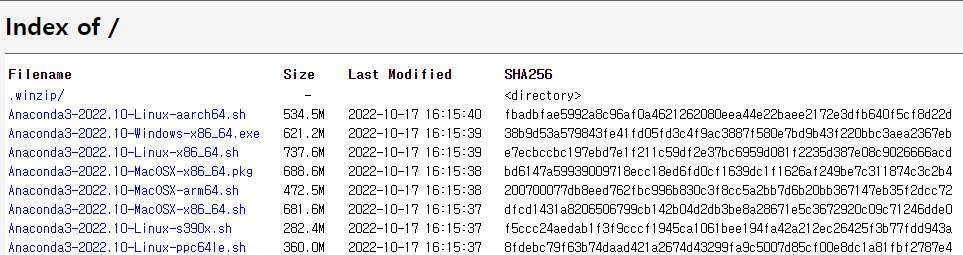 Index of /
Filename Size Last Modified SHA256
.winzip/ - <directory>
Anaconda3-2022.10-Linux-aarch64.sh 534.5M 2022-10-17 16:15:40 fbadbfae5992a8c96af0a4621262080eea44e22baee2172e3dfb640f5cf8d22d
Anaconda3-2022.10-Windows-x86_64.exe 621.2M 2022-10-17 16:15:39 38b9d53a579843fe41fd05fd3c4f9ac3887f580e7bd9b43f220bbc3aea2367eb
Anaconda3-2022.10-Linux-x86_64.sh 737.6M 2022-10-17 16:15:39 e7ecbccbc197ebd7e1f211c59df2e37bc6959d081f2235d387e08c9026666acd
Anaconda3-2022.10-MacOSX-x86_64.pkg 688.6M 2022-10-17 16:15:38 bd6147a59939009718ecc18ed6fd0cf1639dc1f1626af249be7c311874c3c2b4
Anaconda3-2022.10-MacOSX-arm64.sh 472.5M 2022-10-17 16:15:38 200700077db8eed762fbc996b830c3f8cc5a2bb7d6b20bb367147eb35f2dcc72
Anaconda3-2022.10-MacOSX-x86_64.sh 681.6M 2022-10-17 16:15:37 dfcd1431a8206506799cb142b04d2db3be8a28671e5c3672920c09c71246dde0
Anaconda3-2022.10-Linux-s390x.sh 282.4M 2022-10-17 16:15:37 f5ccc24aedab1f3f9cccf1945ca1061bee194fa42a212ec26425f3b77fdd943a
Anaconda3-2022.10-Linux-ppc64le.sh 360.0M 2022-10-17 16:15:37 8fdebc79f63b74daad421a2674d43299fa9c5007d85cf00e8dc1a81fbf2787e4